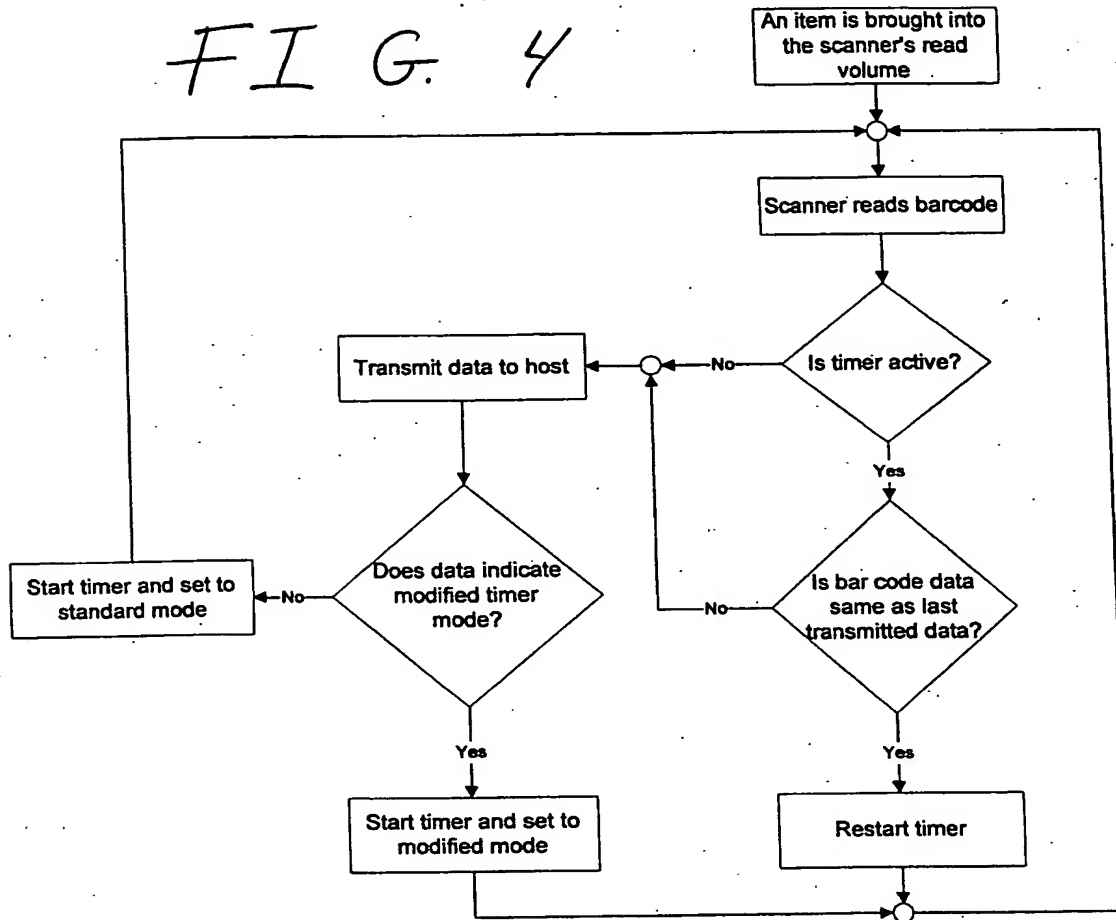 FIG. 4
An item is brought into
the scanner's read
volume
Scanner reads barcode
Is timer active?
No
Transmit data to host
Yes
Does data indicate
modified timer
mode?
No
Start timer and set to
standard mode
Is bar code data
same as last
transmitted data?
No
Yes
Yes
Start timer and set to
modified mode
Restart timer